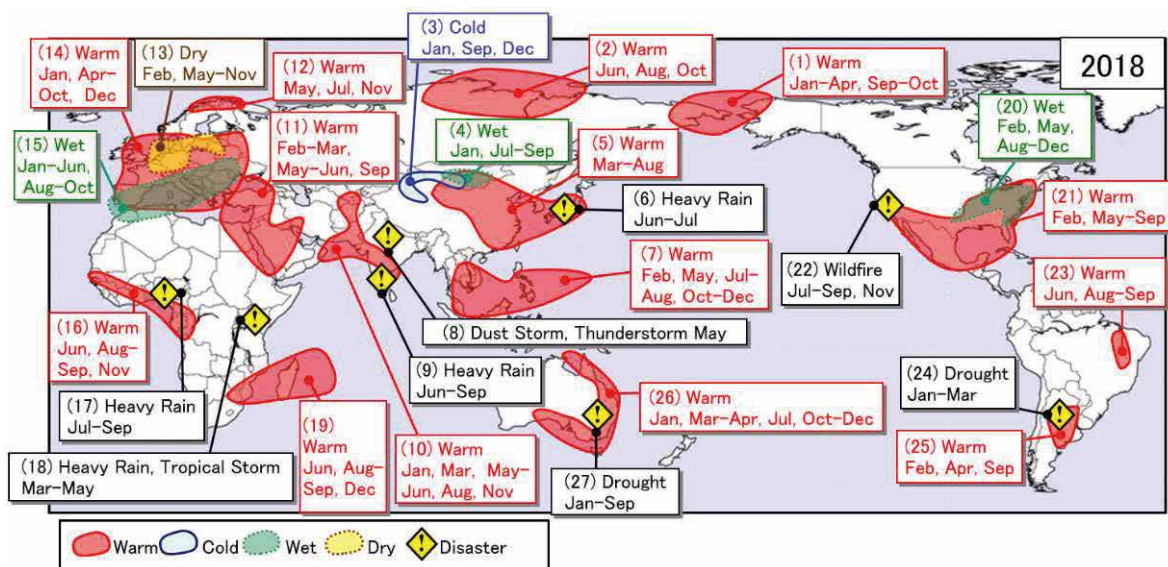 (14) Warm
Jan, Apr-
Oct, Dec
(13) Dry
Feb, May-Nov
(3) Cold
Jan, Sep, Dec
(2) Warm
Jun, Aug, Oct
(1) Warm
Jan-Apr, Sep-Oct
2018
(12) Warm
May, Jul, Nov
(20) Wet
Feb, May,
Aug-Dec
(15) Wet
Jan-Jun,
Aug-Oct
(11) Warm
Feb-Mar,
May-Jun, Sep
(4) Wet
Jan, Jul-Sep
(5) Warm
Mar-Aug
(6) Heavy Rain
Jun-Jul
(21) Warm
Feb, May-Sep
(7) Warm
Feb, May, Jul-
Aug, Oct-Dec
(22) Wildfire
Jul-Sep, Nov
(23) Warm
Jun, Aug-Sep
(16) Warm
Jun, Aug-
Sep, Nov
(8) Dust Storm, Thunderstorm May
(9) Heavy Rain
Jun-Sep
(24) Drought
Jan-Mar
(17) Heavy Rain
Jul-Sep
(26) Warm
Jan, Mar-Apr, Jul, Oct-Dec
(19)
Warm
Jun, Aug-
Sep, Dec
(10) Warm
Jan, Mar, May-
Jun, Aug, Nov
(25) Warm
Feb, Apr, Sep
(18) Heavy Rain, Tropical Storm
Mar-May
(27) Drought
Jan-Sep
Warm
Cold
Wet
Dry
Disaster